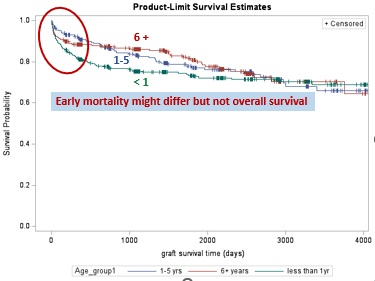 Product-Limit Survival Estimates
+ Censored
1.0
6 +
1-5
0.8
< 1
Early mortality might differ but not overall survival
0.6
0.4
0.2
0.0
Survival Probability
0
1000
2000
3000
4000
graft survival time (days)
Age_group1
1-5 yrs
6+ years
less than 1yr